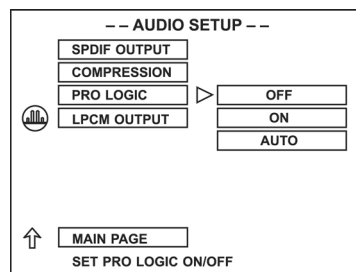 -- AUDIO SETUP --
SPDIF OUTPUT
COMPRESSION
PRO LOGIC OFF
LPCM OUTPUT ON
AUTO
MAIN PAGE
SET PRO LOGIC ON/OFF